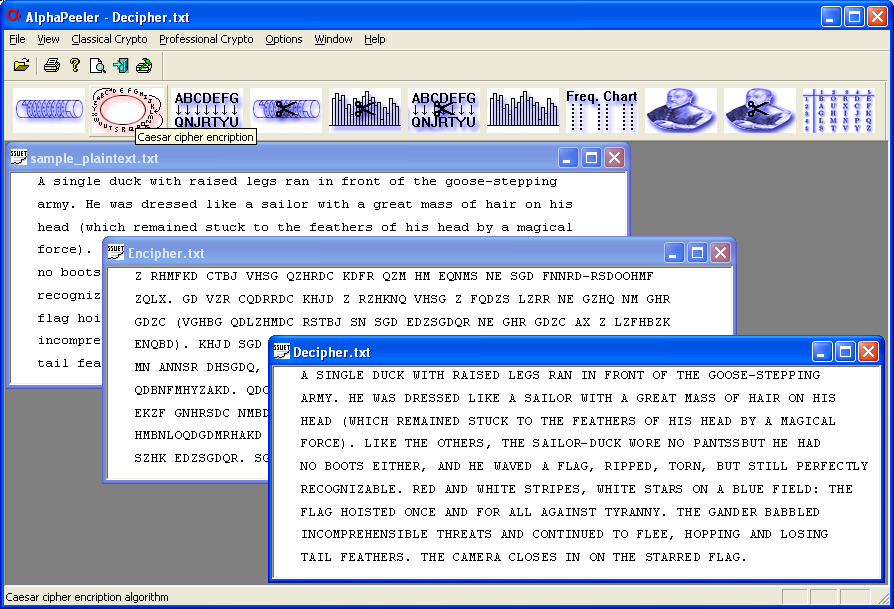 AlphaPeeler - Decipher.txt
File View Classical Crypto Professional Crypto Options Window Help
ABCDEFG
QNJRTYU
ABCDEFG
QNJRTYU
Freq. Chart
Caesar cipher encription
sample_plaintext.txt
A single duck with raised legs ran in front of the goose-stepping
army. He was dressed like a sailor with a great mass of hair on his
head (which remained stuck to the feathers of his head by a magical
force).
no boots
recogniz
flag hoi
incompre
tail fea
Encipher.txt
Z RHMFKD CTBJ VHSG QZHRDC KDFR QZM HM EQNMS NE SGD FNNRD-RSDOOHMF
ZQLX. GD VZR CQDRRDC KHJD Z RZHKNQ VHSG Z FQDZS LZRR NE GZHQ NM GHR
GDZC (VGHBG QDLZHMDC RSTBJ SN SGD EDZSGDQR NE GHR GDZC AX Z LZFHBZK
ENQBD). KHJD SGD
MN ANNSR DHSGDQ,
QDBNFMHYZAKD. QDC
EKZF GNHRSDC NMBD
HMBNLOQDGDMRHAKD
SZHK EDZSGDQR. SG
Decipher.txt
A SINGLE DUCK WITH RAISED LEGS RAN IN FRONT OF THE GOOSE-STEPPING
ARMY. HE WAS DRESSED LIKE A SAILOR WITH A GREAT MASS OF HAIR ON HIS
HEAD (WHICH REMAINED STUCK TO THE FEATHERS OF HIS HEAD BY A MAGICAL
FORCE). LIKE THE OTHERS, THE SAILOR-DUCK WORE NO PANTSSBUT HE HAD
NO BOOTS EITHER, AND HE WAVED A FLAG, RIPPED, TORN, BUT STILL PERFECTLY
RECOGNIZABLE. RED AND WHITE STRIPES, WHITE STARS ON A BLUE FIELD: THE
FLAG HOISTED ONCE AND FOR ALL AGAINST TYRANNY. THE GANDER BABBLED
INCOMPREHENSIBLE THREATS AND CONTINUED TO FLEE, HOPPING AND LOSING
TAIL FEATHERS. THE CAMERA CLOSES IN ON THE STARRED FLAG.
Caesar cipher encription algorithm